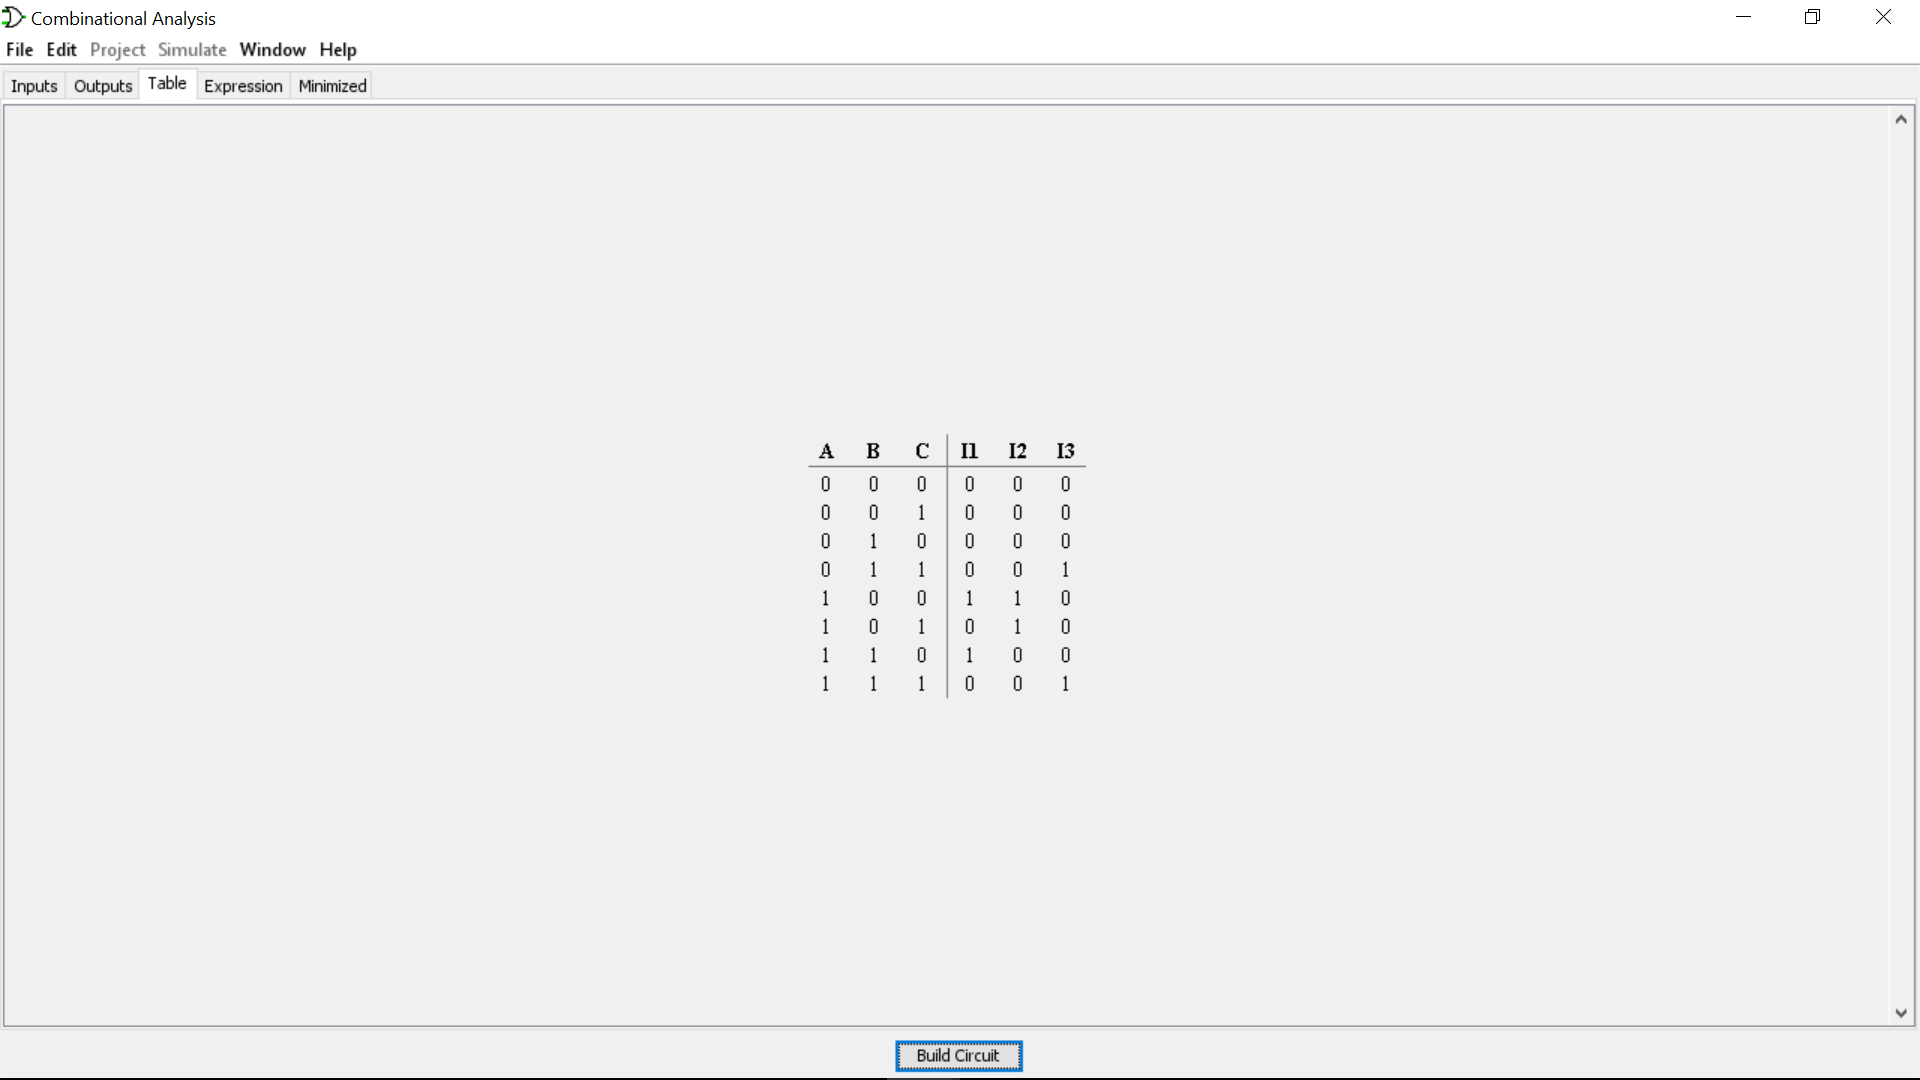 Combinational Analysis
File Edit Project Simulate Window Help
Inputs Outputs Table Expression Minimized
A B C I1 I2 I3
0 0 0 0 0 0
0 0 1 0 0 0
0 1 0 0 0 0
0 1 1 0 0 1
1 0 0 1 1 0
1 0 1 0 1 0
1 1 0 1 0 0
1 1 1 0 0 1
Build Circuit